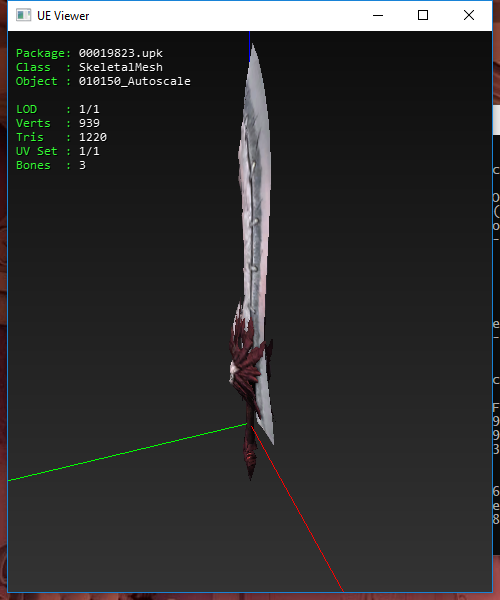 UE Viewer
Package: 00019823.upk
Class : SkeletalMesh
Object : 010150_Autoscale
LOD : 1/1
Verts : 939
Tris : 1220
UV Set : 1/1
Bones : 3